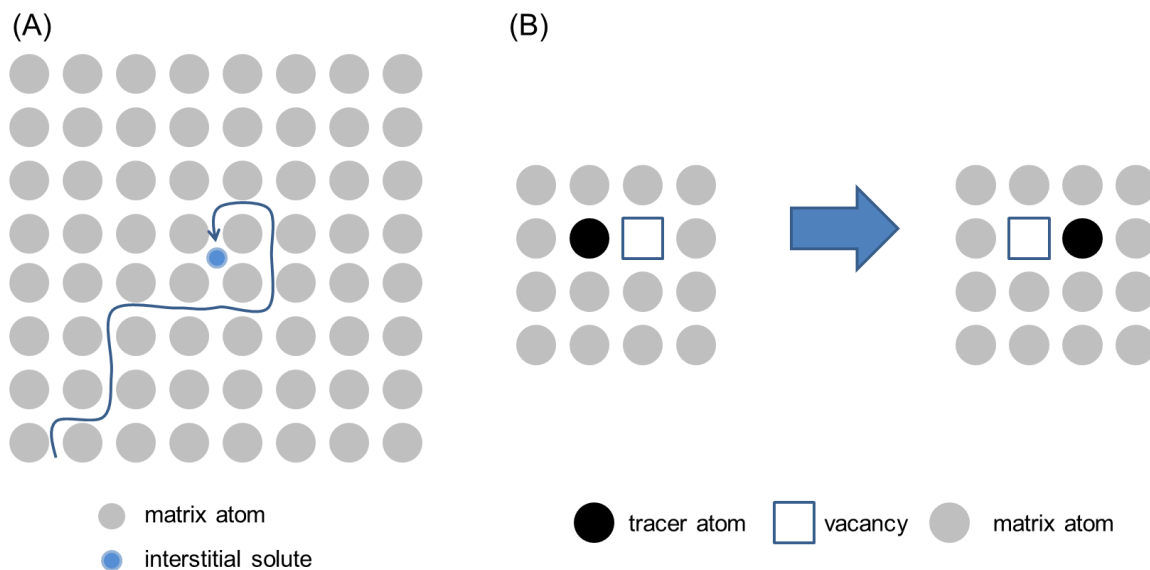 (A)
(B)
matrix atom
interstitial solute
tracer atom
vacancy
matrix atom